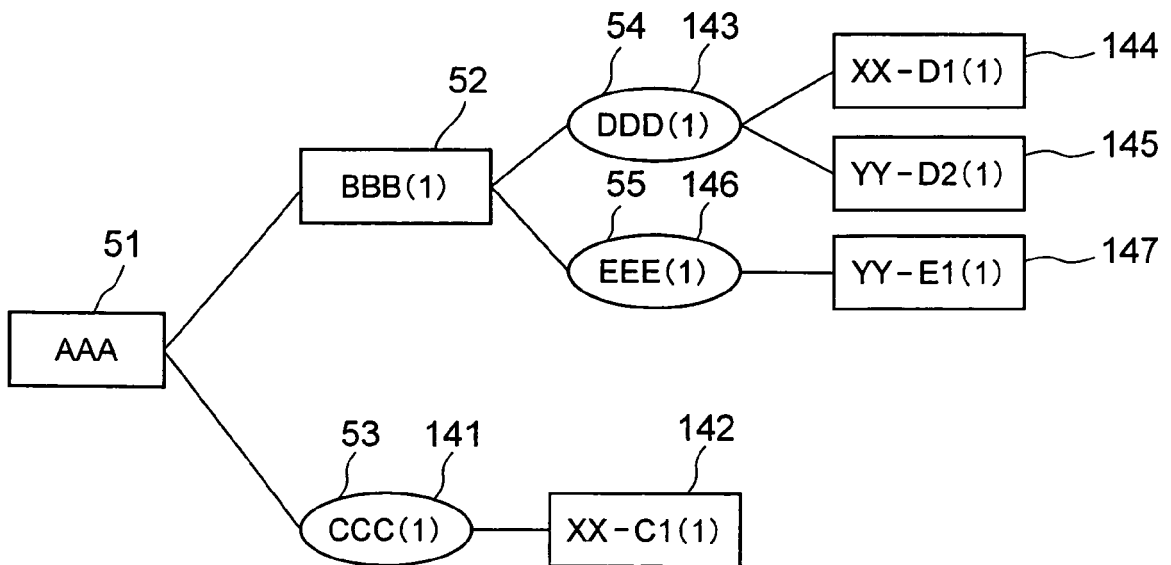 54 143 144
XX-D1(1)
52 DDD(1)
145
BBB(1) 55 146 YY-D2(1)
51 EEE(1) YY-E1(1) 147
AAA
53 141 142
CCC(1) XX-C1(1)